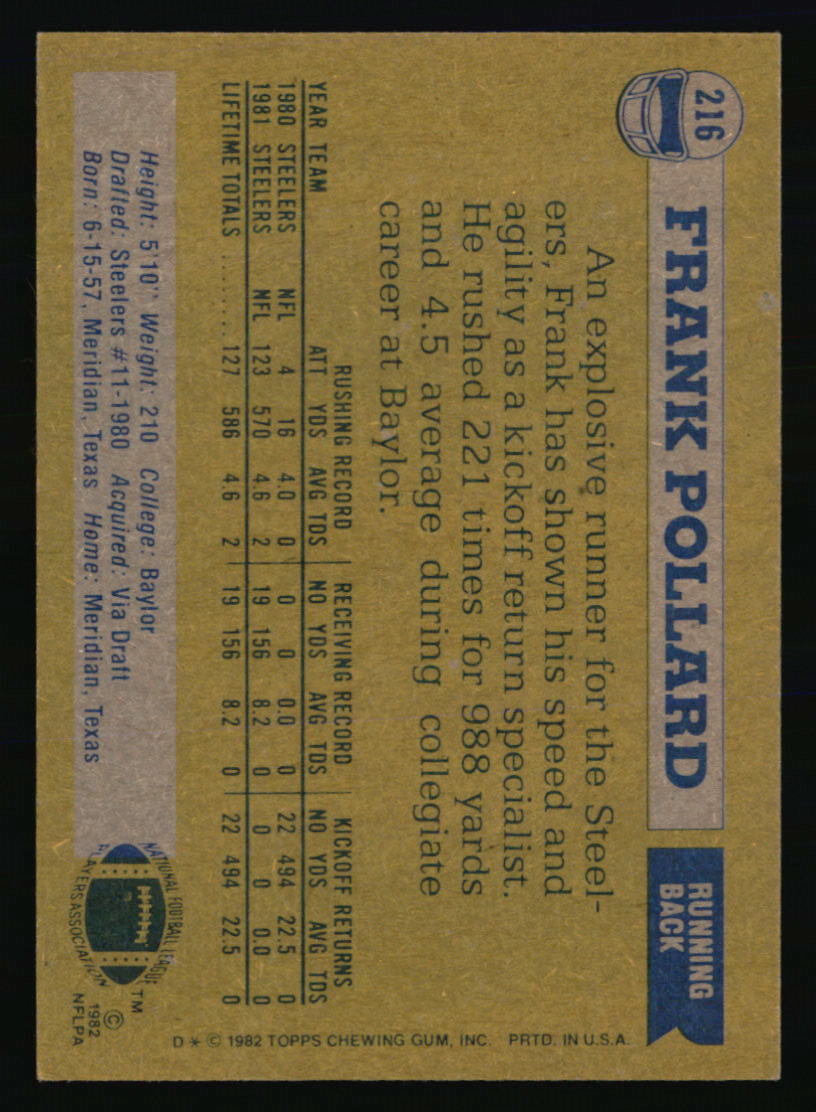 216
FRANK POLLARD
RUNNING
BACK
An explosive runner for the Steel-
ers, Frank has shown his speed and
agility as a kickoff return specialist.
He rushed 221 times for 988 yards
and 4.5 average during collegiate
career at Baylor.
RUSHING RECORD RECEIVING RECORD KICKOFF RETURNS
YEAR TEAM ATT YDS AVG TDS NO YDS AVG TDS NO YDS AVG TDS
1980 STEELERS NFL 4 16 4.0 0 0 0 0.0 0 22 494 22.5 0
1981 STEELERS NFL 123 570 4.6 2 19 156 8.2 0 0 0 0.0 0
LIFETIME TOTALS ........ 127 586 4.6 2 19 156 8.2 0 22 494 22.5 0
Height: 5'10" Weight: 210 College: Baylor
Drafted: Steelers #11-1980 Acquired: Via Draft
Born: 6-15-57, Meridian, Texas Home: Meridian, Texas
NATIONAL FOOTBALL LEAGUE
PLAYERS ASSOCIATION
TM
©
1982
NFLPA
D * © 1982 TOPPS CHEWING GUM, INC. PRTD. IN U.S.A.